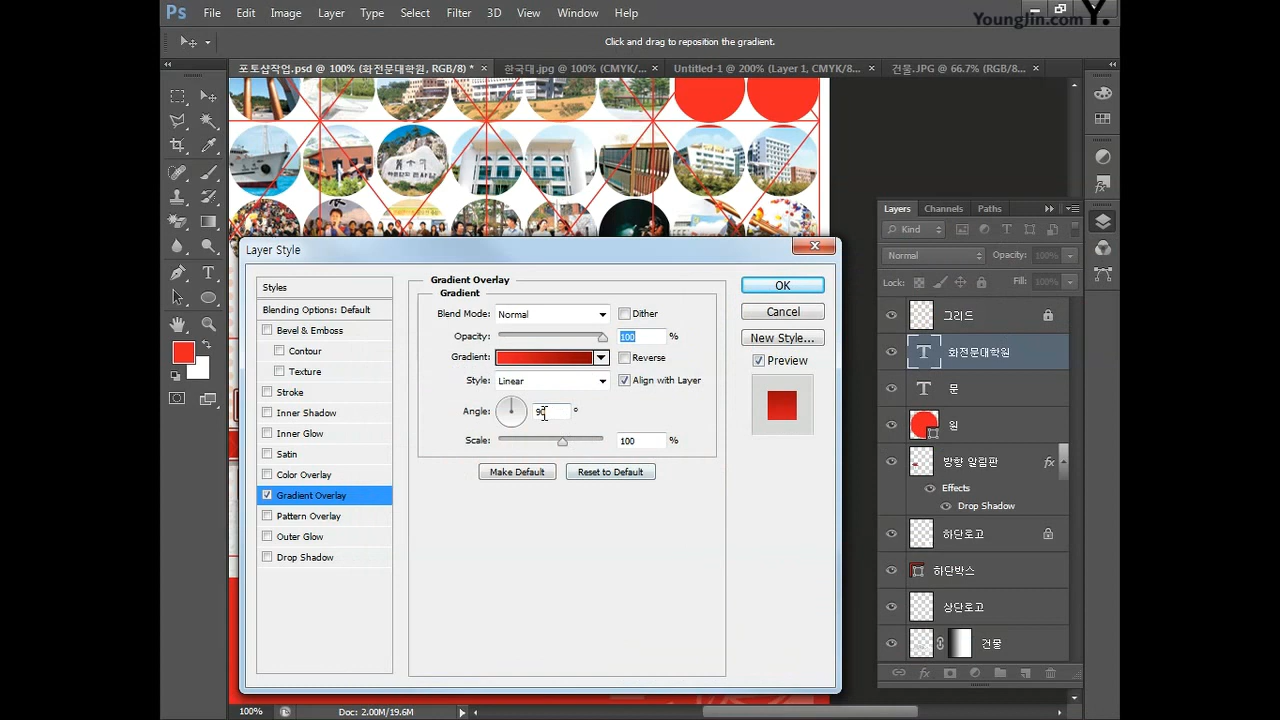 Ps File Edit Image Layer Type Select Filter 3D View Window Help
YoungJin.com Y.
Click and drag to reposition the gradient.
포토샵작업.psd @ 100% (화전문대학원, RGB/8) * × 한국대.jpg @ 100% (CMYK/... × Untitled-1 @ 200% (Layer 1, CMYK/8... × 건물.JPG @ 66.7% (RGB/8... ×
Layer Style
Styles
Blending Options: Default
Bevel & Emboss
Contour
Texture
Stroke
Inner Shadow
Inner Glow
Satin
Color Overlay
Gradient Overlay
Pattern Overlay
Outer Glow
Drop Shadow
Gradient Overlay
Gradient
Blend Mode: Normal Dither
Opacity: 100 %
Gradient: Reverse
Style: Linear Align with Layer
Angle: 90 °
Scale: 100 %
Make Default Reset to Default
OK
Cancel
New Style...
Preview
Layers Channels Paths
Kind
Normal Opacity: 100%
Lock: Fill: 100%
그리드
T 화전문대학원
T 문
원
방향 알림판 fx
Effects
Drop Shadow
하단로고
하단박스
상단로고
건물
fx
100% Doc: 2.00M/19.6M